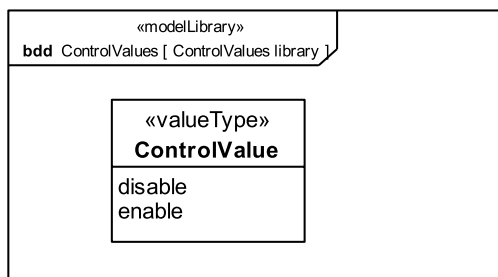 «modelLibrary»
bdd ControlValues [ ControlValues library ]
«valueType»
ControlValue
disable
enable